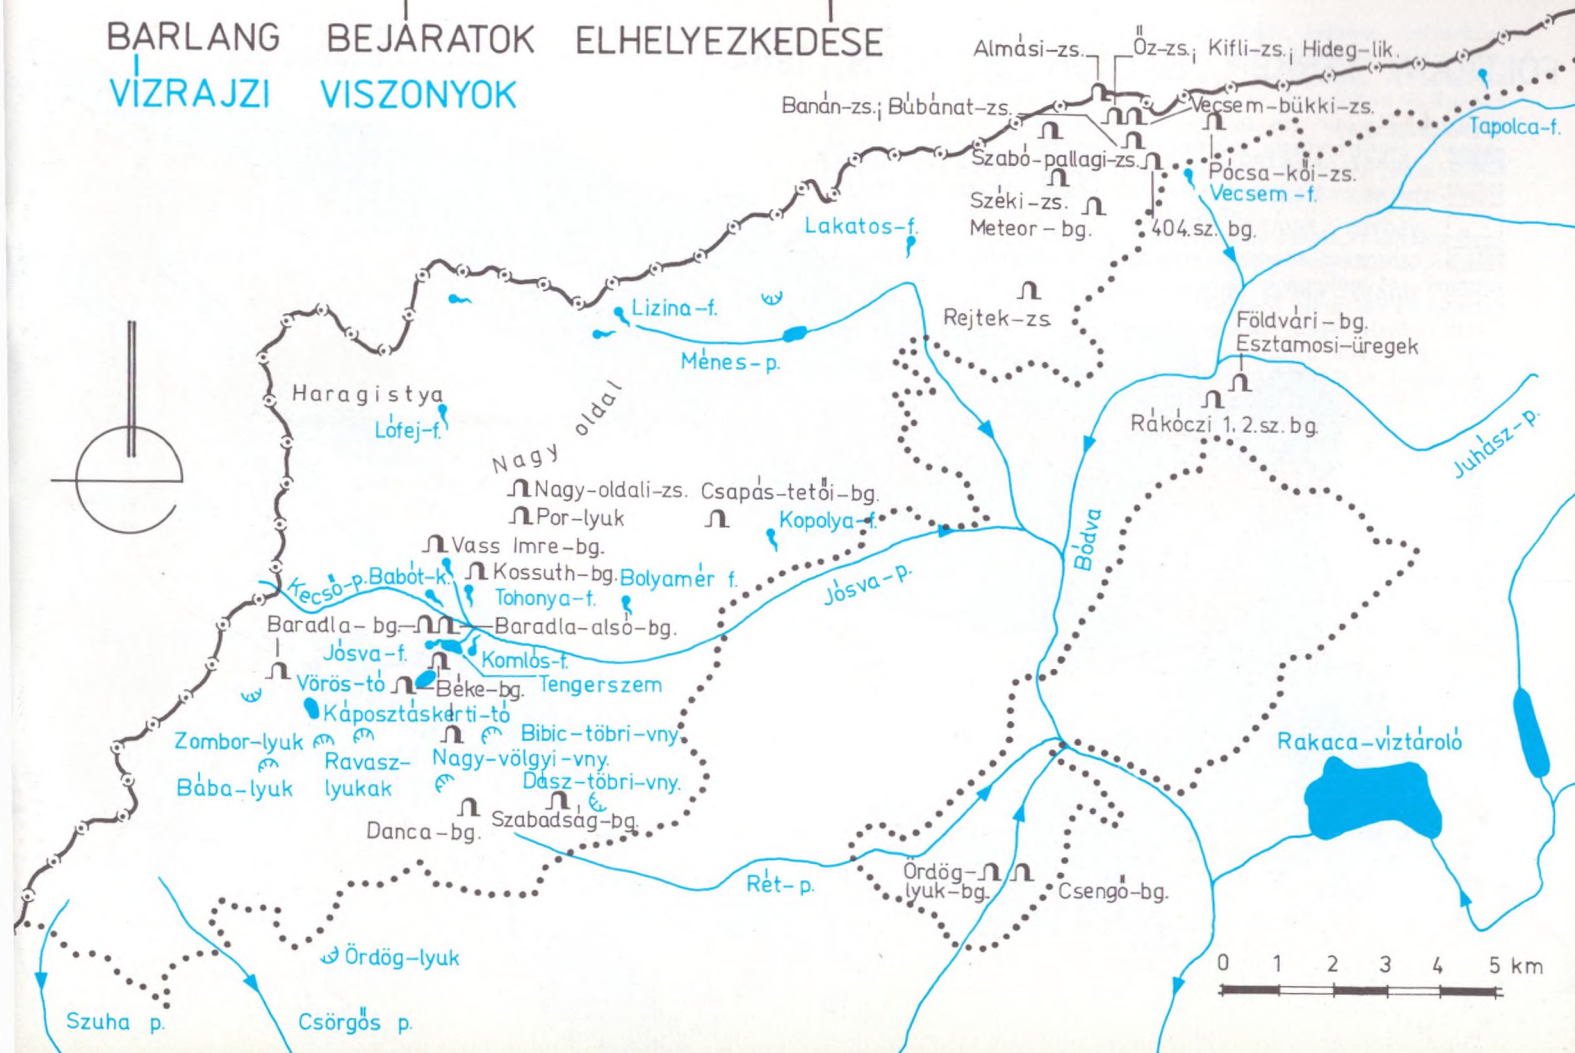 BARLANG BEJÁRATOK ELHELYEZKEDÉSE
VÍZRAJZI VISZONYOK
Almási-zs.
Őz-zs.; Kifli-zs.; Hideg-lik.
Banán-zs.; Búbánat-zs.
Vecsem-bükki-zs.
Tapolca-f.
Szabó-pallagi-zs.
Pócsa-kői-zs.
Vecsem-f.
Széki-zs.
Meteor-bg.
404.sz. bg.
Lakatos-f.
Rejtek-zs.
Lizina-f.
Ménes-p.
Földvári-bg.
Esztamosi-üregek
Rákóczi 1. 2. sz. bg.
Juhász-p.
Haragistya
Lófej-f.
Nagy oldal
Nagy-oldali-zs.
Csapás-tetői-bg.
Por-lyuk
Kopolya-f.
Vass Imre-bg.
Bódva
Kecső-p.
Babót-k.
Kossuth-bg.
Bolyamér f.
Tohonya-f.
Jósva-p.
Baradla-bg.
Baradla-alsó-bg.
Jósva-f.
Komlós-f.
Vörös-tó
Béke-bg.
Tengerszem
Káposztáskerti-tó
Zombor-lyuk
Bibic-töbri-vny.
Ravasz-
lyukak
Nagy-völgyi-vny.
Bába-lyuk
Dász-töbri-vny.
Danca-bg.
Szabadság-bg.
Rakaca-víztároló
Rét-p.
Ördög-
lyuk-bg.
Csengő-bg.
Ördög-lyuk
Szuha p.
Csörgős p.
0 1 2 3 4 5 km